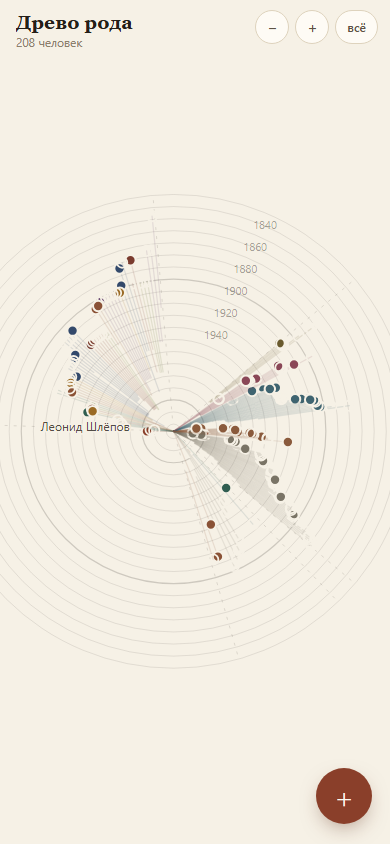 Древо рода
208 человек
−
+
всё
1840
1860
1880
1900
1920
1940
Леонид Шлёпов
+